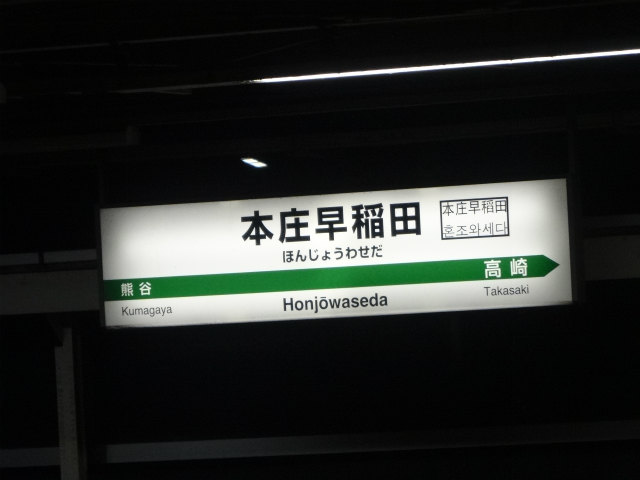 本庄早稲田
本庄早稲田
혼조와세다
ほんじょうわせだ
熊谷
高崎
Kumagaya
Honjōwaseda
Takasaki